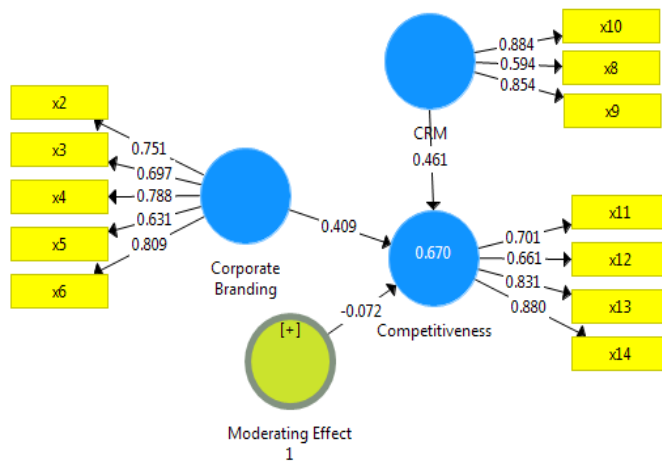 x10
0.884
x8
0.594
x9
0.854
CRM
0.461
x2
0.751
x3
0.697
x4
0.788
x5
0.631
x6
0.809
Corporate
Branding
0.409
0.670
Competitiveness
x11
0.701
x12
0.661
x13
0.831
x14
0.880
-0.072
[+]
Moderating Effect
1